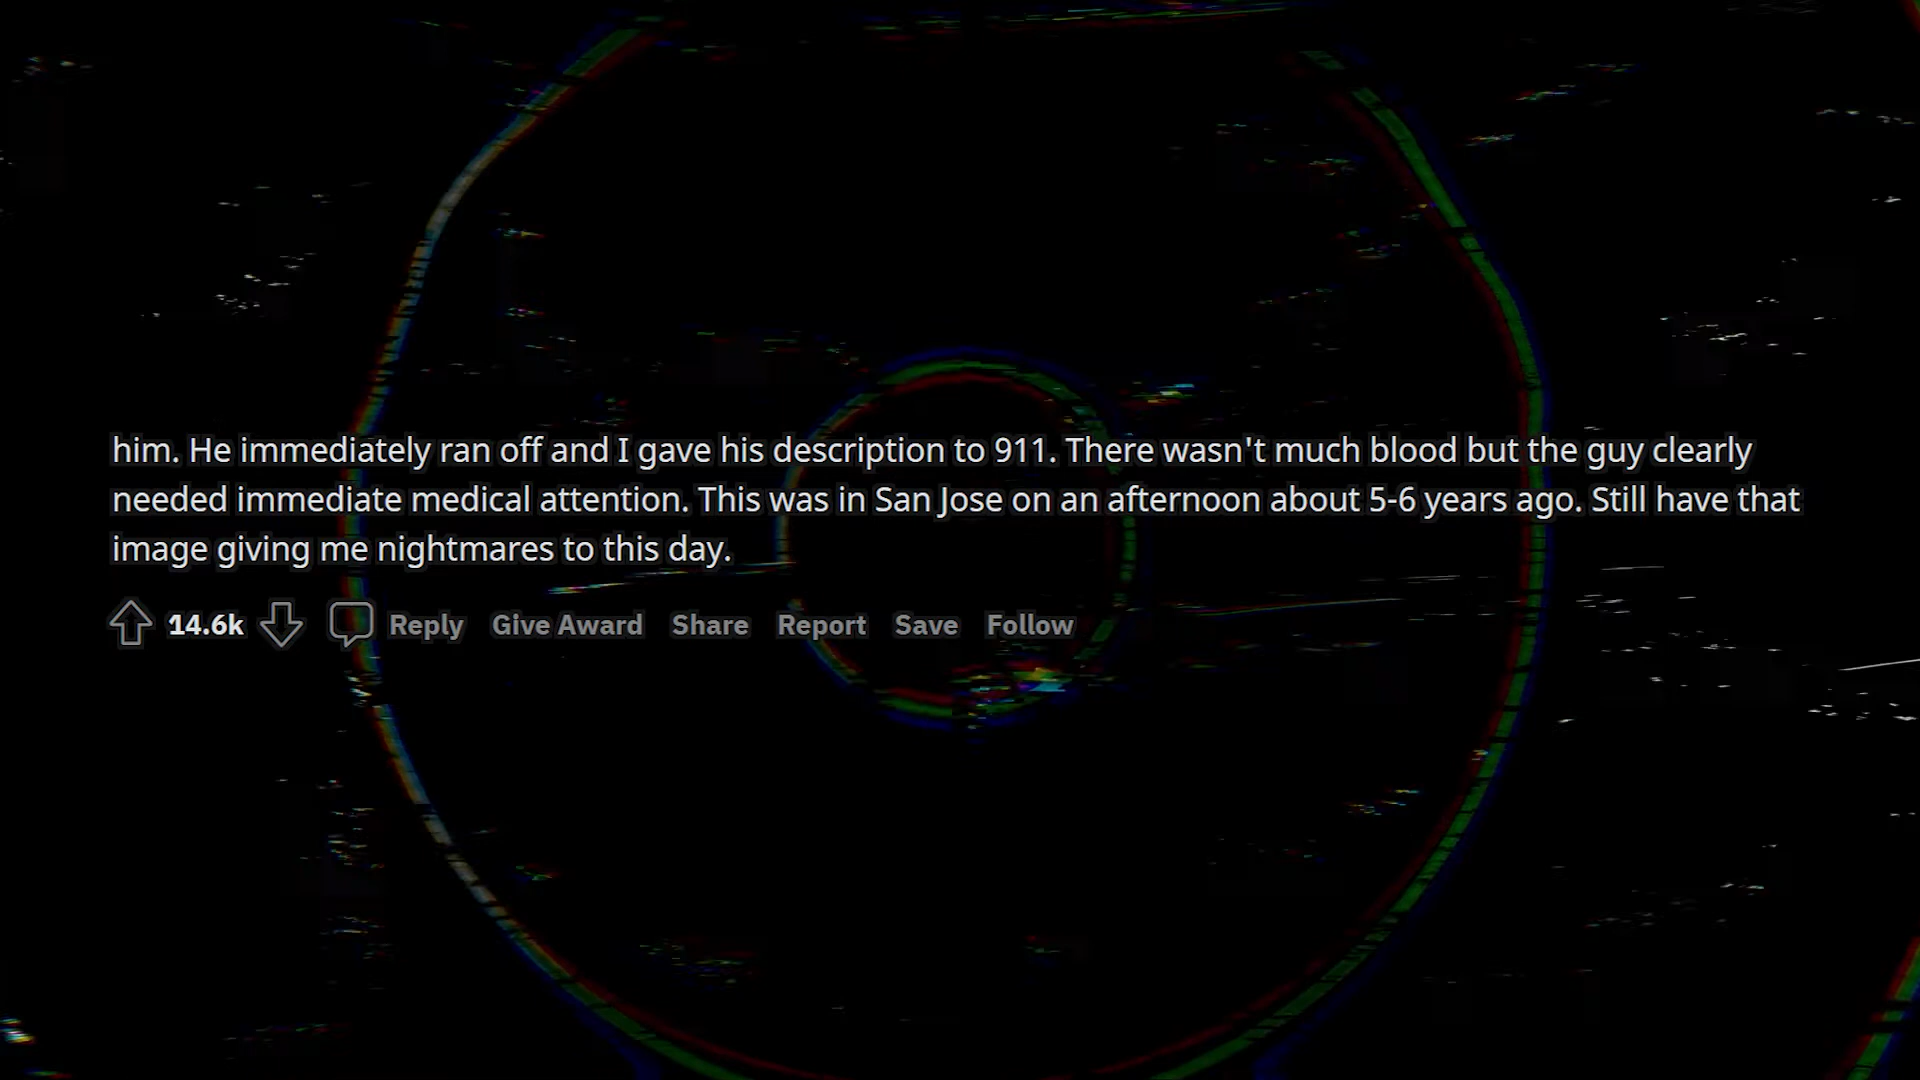 him. He immediately ran off and I gave his description to 911. There wasn't much blood but the guy clearly
needed immediate medical attention. This was in San Jose on an afternoon about 5-6 years ago. Still have that
image giving me nightmares to this day.
14.6k Reply Give Award Share Report Save Follow